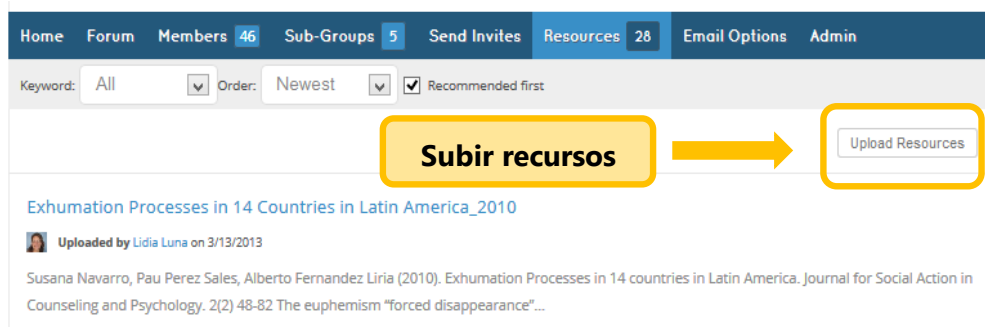 Home Forum Members 46 Sub-Groups 5 Send Invites Resources 28 Email Options Admin
Keyword: All Order: Newest Recommended first
Subir recursos
Upload Resources
Exhumation Processes in 14 Countries in Latin America_2010
Uploaded by Lidia Luna on 3/13/2013
Susana Navarro, Pau Perez Sales, Alberto Fernandez Liria (2010). Exhumation Processes in 14 countries in Latin America. Journal for Social Action in
Counseling and Psychology. 2(2) 48-82 The euphemism “forced disappearance”...